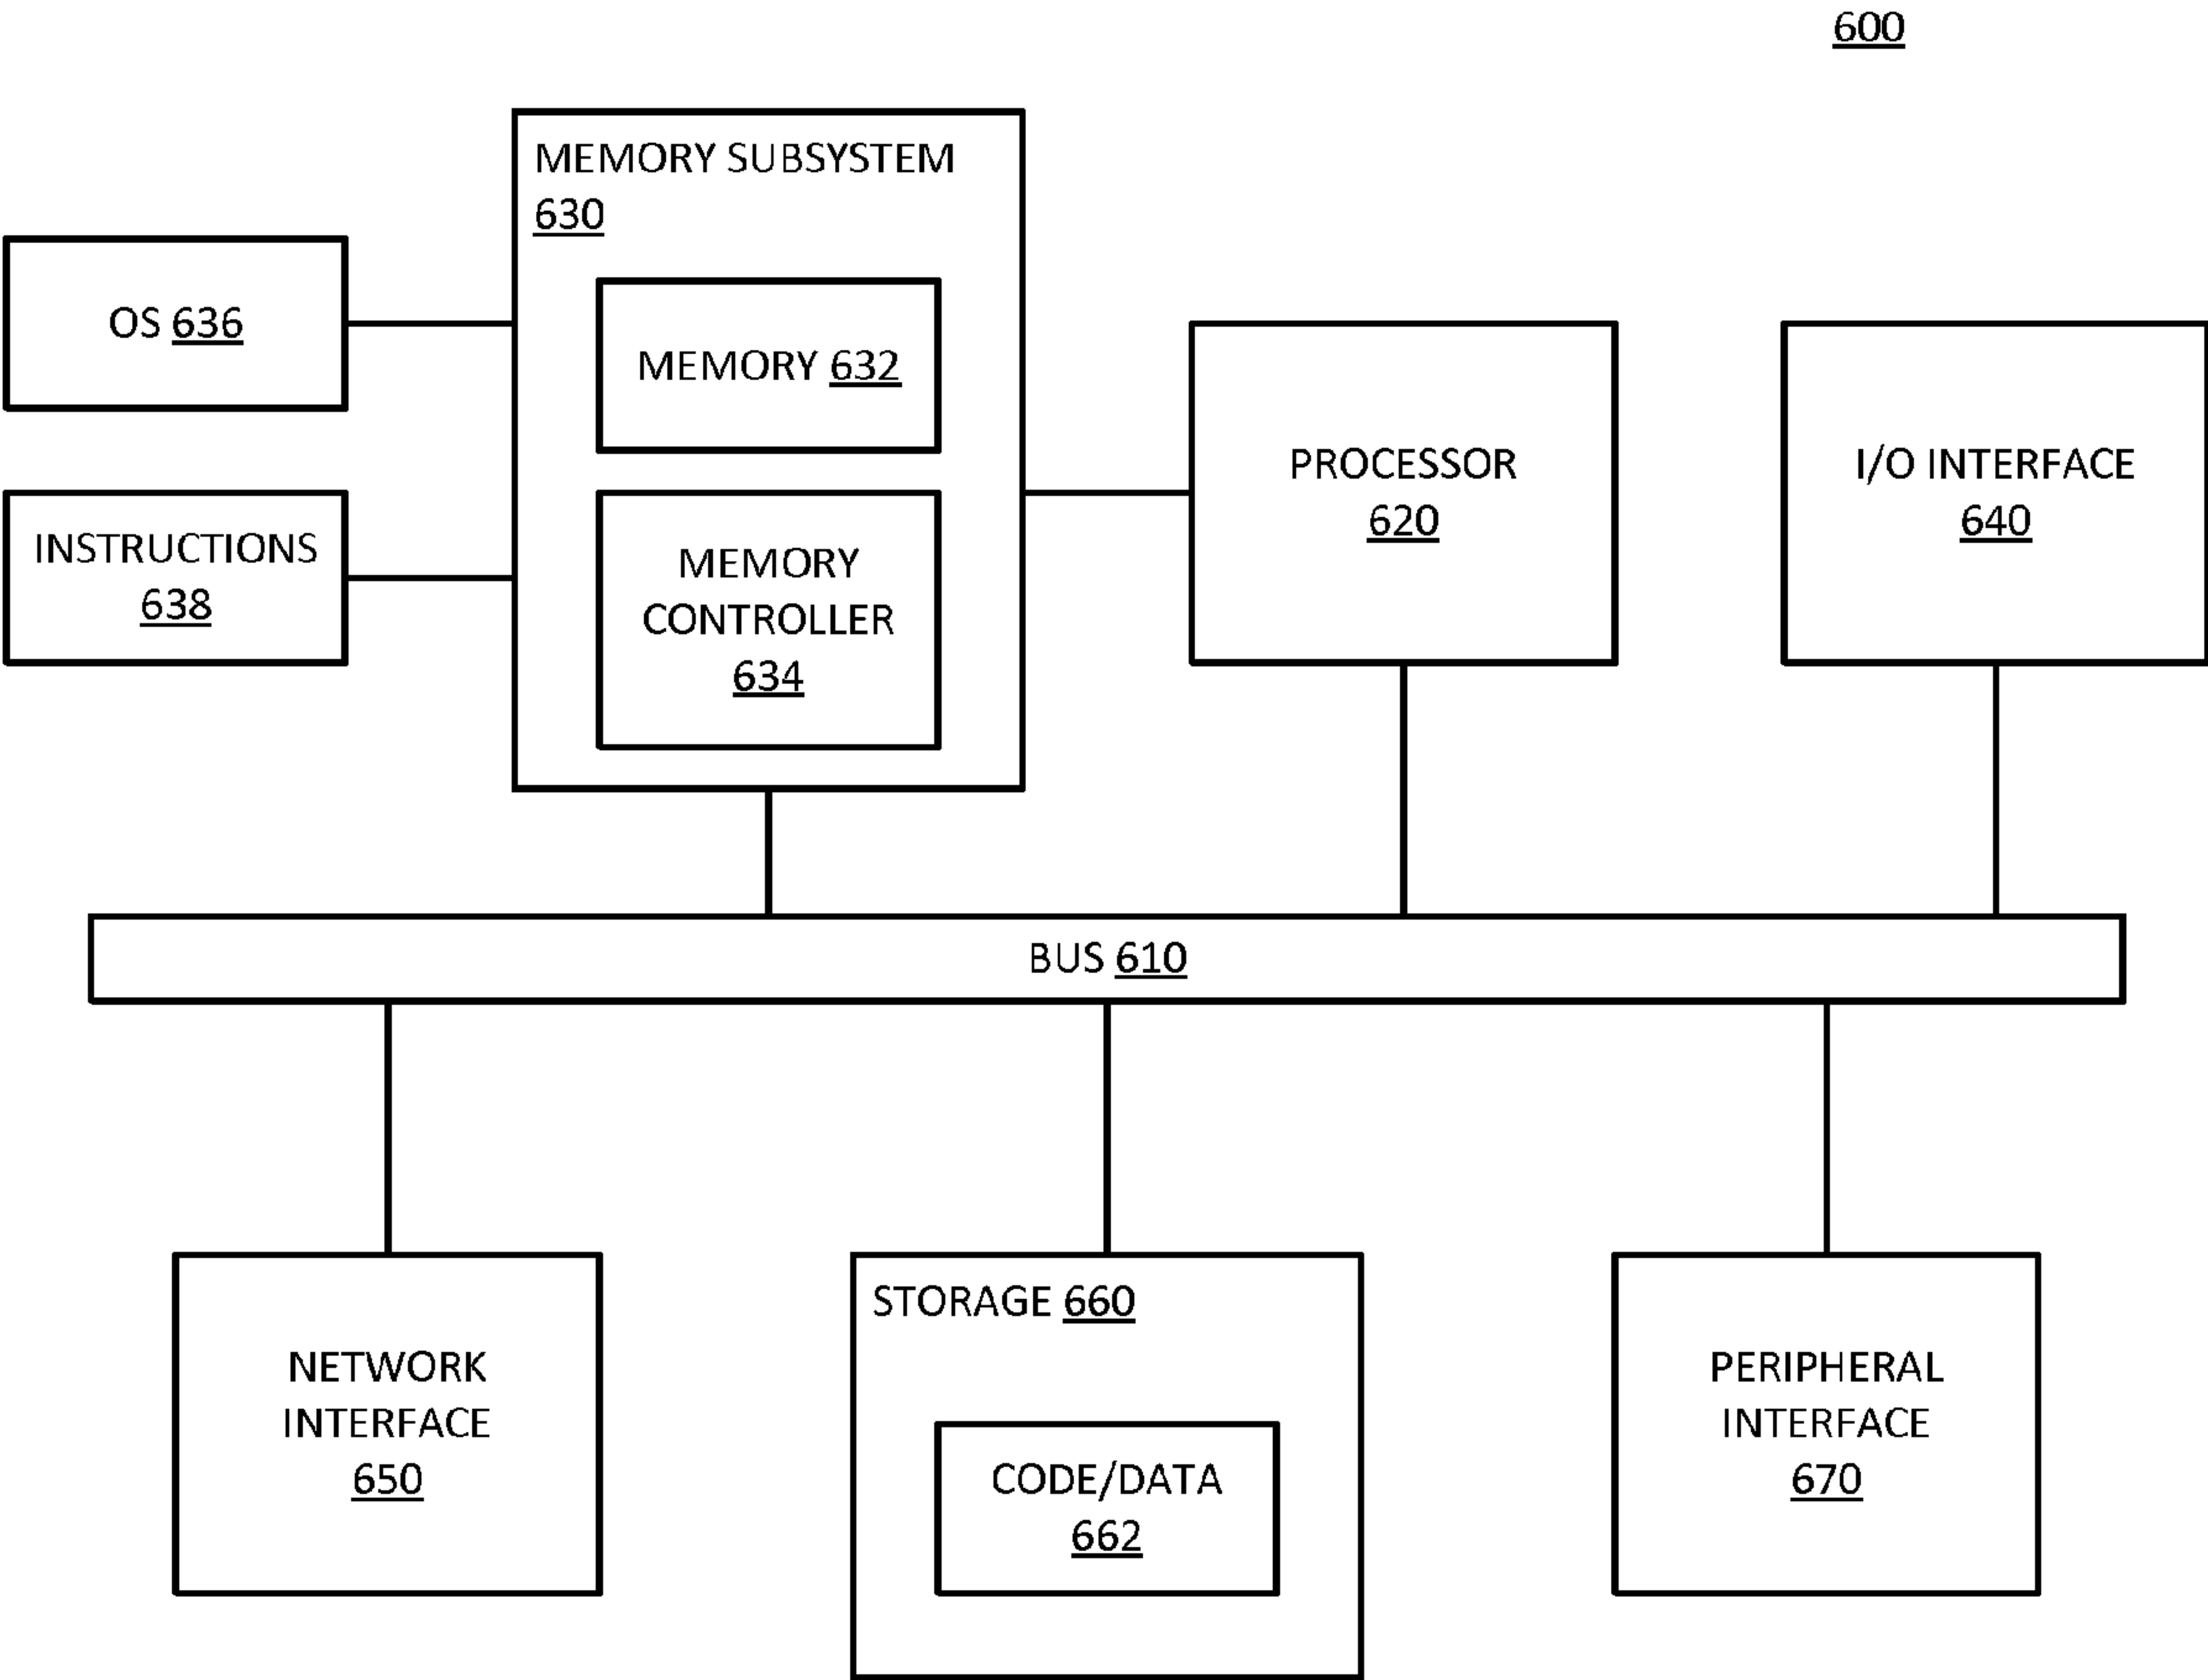 600
MEMORY SUBSYSTEM
630
OS 636
MEMORY 632
PROCESSOR
620
I/O INTERFACE
640
INSTRUCTIONS
638
MEMORY
CONTROLLER
634
BUS 610
NETWORK
INTERFACE
650
STORAGE 660
CODE/DATA
662
PERIPHERAL
INTERFACE
670